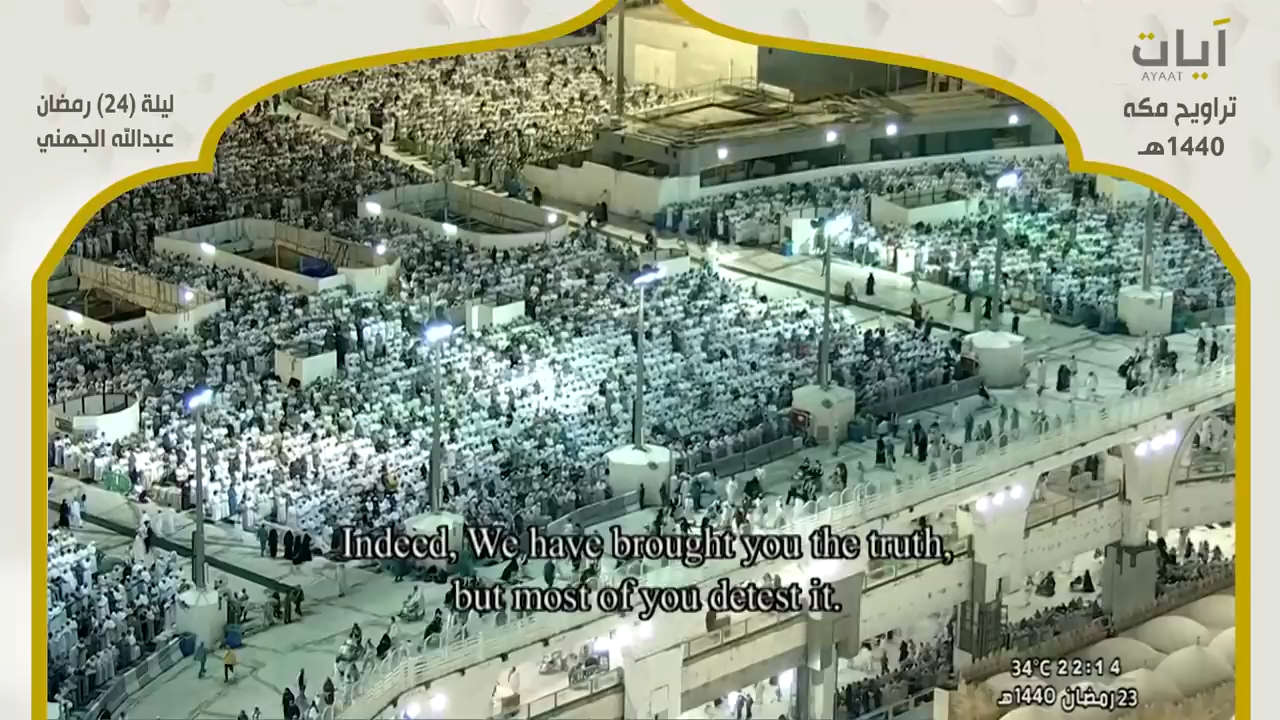 آيات
AYAAT
تراويح مكه
1440هـ
ليلة (24) رمضان
عبدالله الجهني
Indeed, We have brought you the truth,
but most of you detest it.
34°C 22:14
23 رمضان 1440هـ